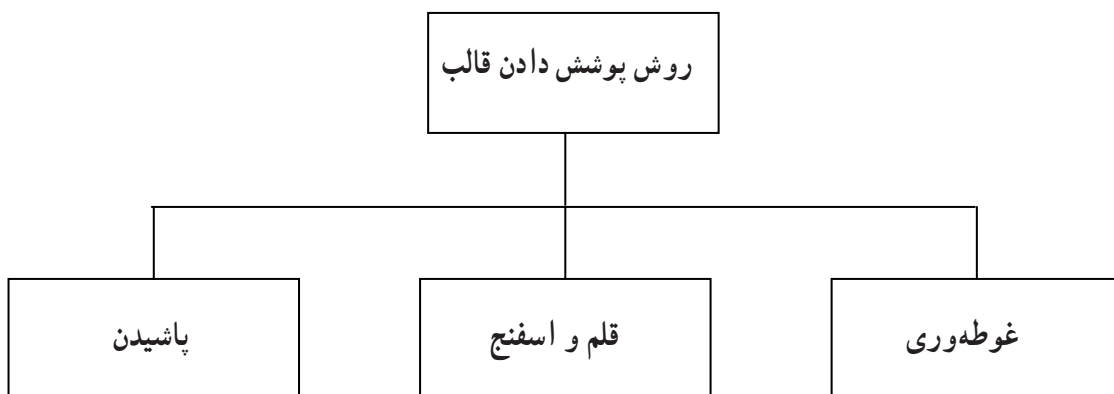 روش پوشش دادن قالب
غوطه‌وری
قلم و اسفنج
پاشیدن